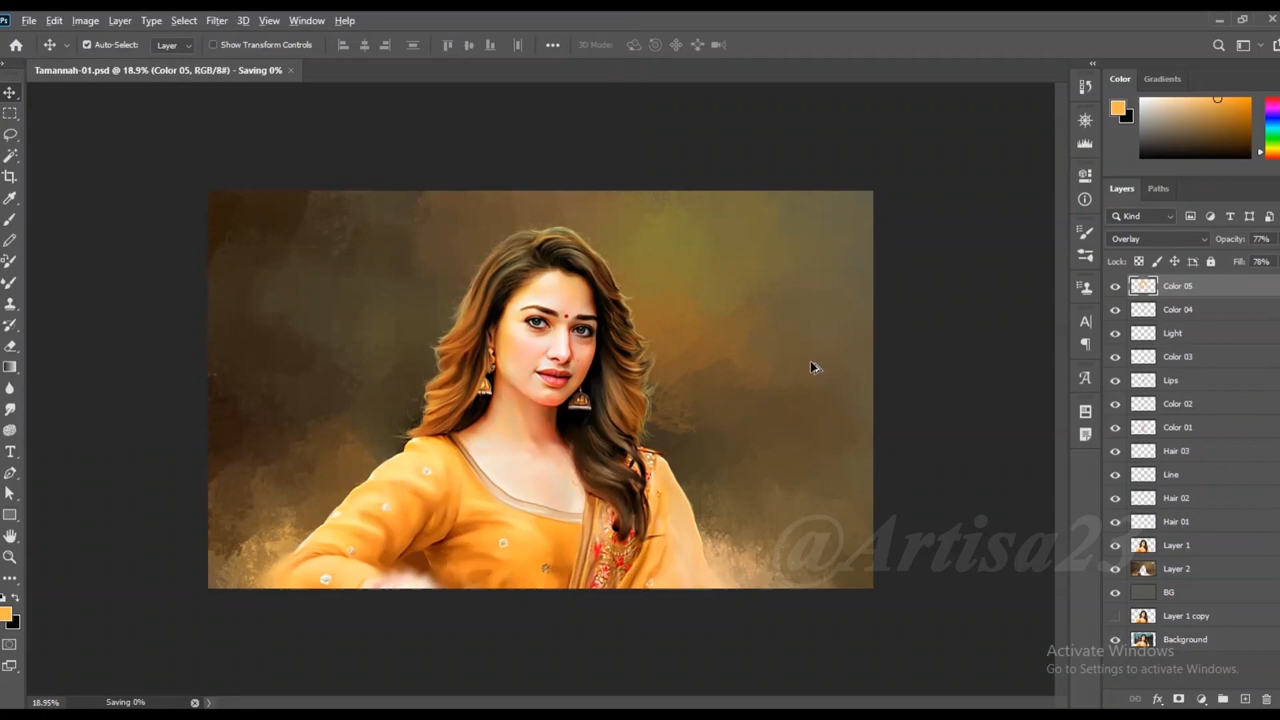 Ps File Edit Image Layer Type Select Filter 3D View Window Help
Auto-Select: Layer Show Transform Controls 3D Mode:
Tamannah-01.psd @ 18.9% (Color 05, RGB/8#) - Saving 0% ×
Color Gradients
Layers Paths
Kind
Overlay Opacity: 77%
Lock: Fill: 78%
Color 05
Color 04
Light
Color 03
Lips
Color 02
Color 01
Hair 03
Line
Hair 02
Hair 01
Layer 1
Layer 2
BG
Layer 1 copy
Background
Activate Windows
Go to Settings to activate Windows.
18.95% Saving 0%